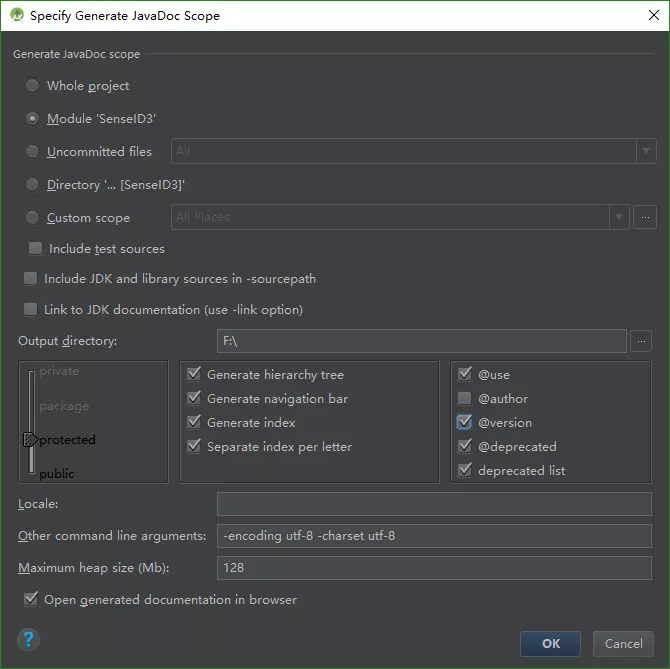 Specify Generate JavaDoc Scope
Generate JavaDoc scope
Whole project
Module 'SenseID3'
Uncommitted files
All
Directory '... [SenseID3]'
Custom scope
All Places
...
Include test sources
Include JDK and library sources in -sourcepath
Link to JDK documentation (use -link option)
Output directory:
F:\
...
private
package
protected
public
Generate hierarchy tree
Generate navigation bar
Generate index
Separate index per letter
@use
@author
@version
@deprecated
deprecated list
Locale:
Other command line arguments:
-encoding utf-8 -charset utf-8
Maximum heap size (Mb):
128
Open generated documentation in browser
?
OK
Cancel